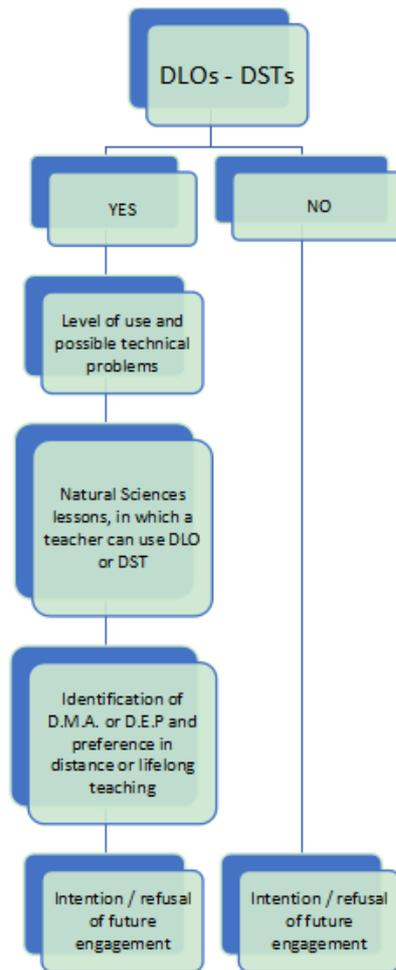 DLOs - DSTs
YES
NO
Level of use and
possible technical
problems
Natural Sciences
lessons, in which a
teacher can use DLO
or DST
Identification of
D.M.A. or D.E.P and
preference in
distance or lifelong
teaching
Intention / refusal
of future
engagement
Intention / refusal
of future
engagement